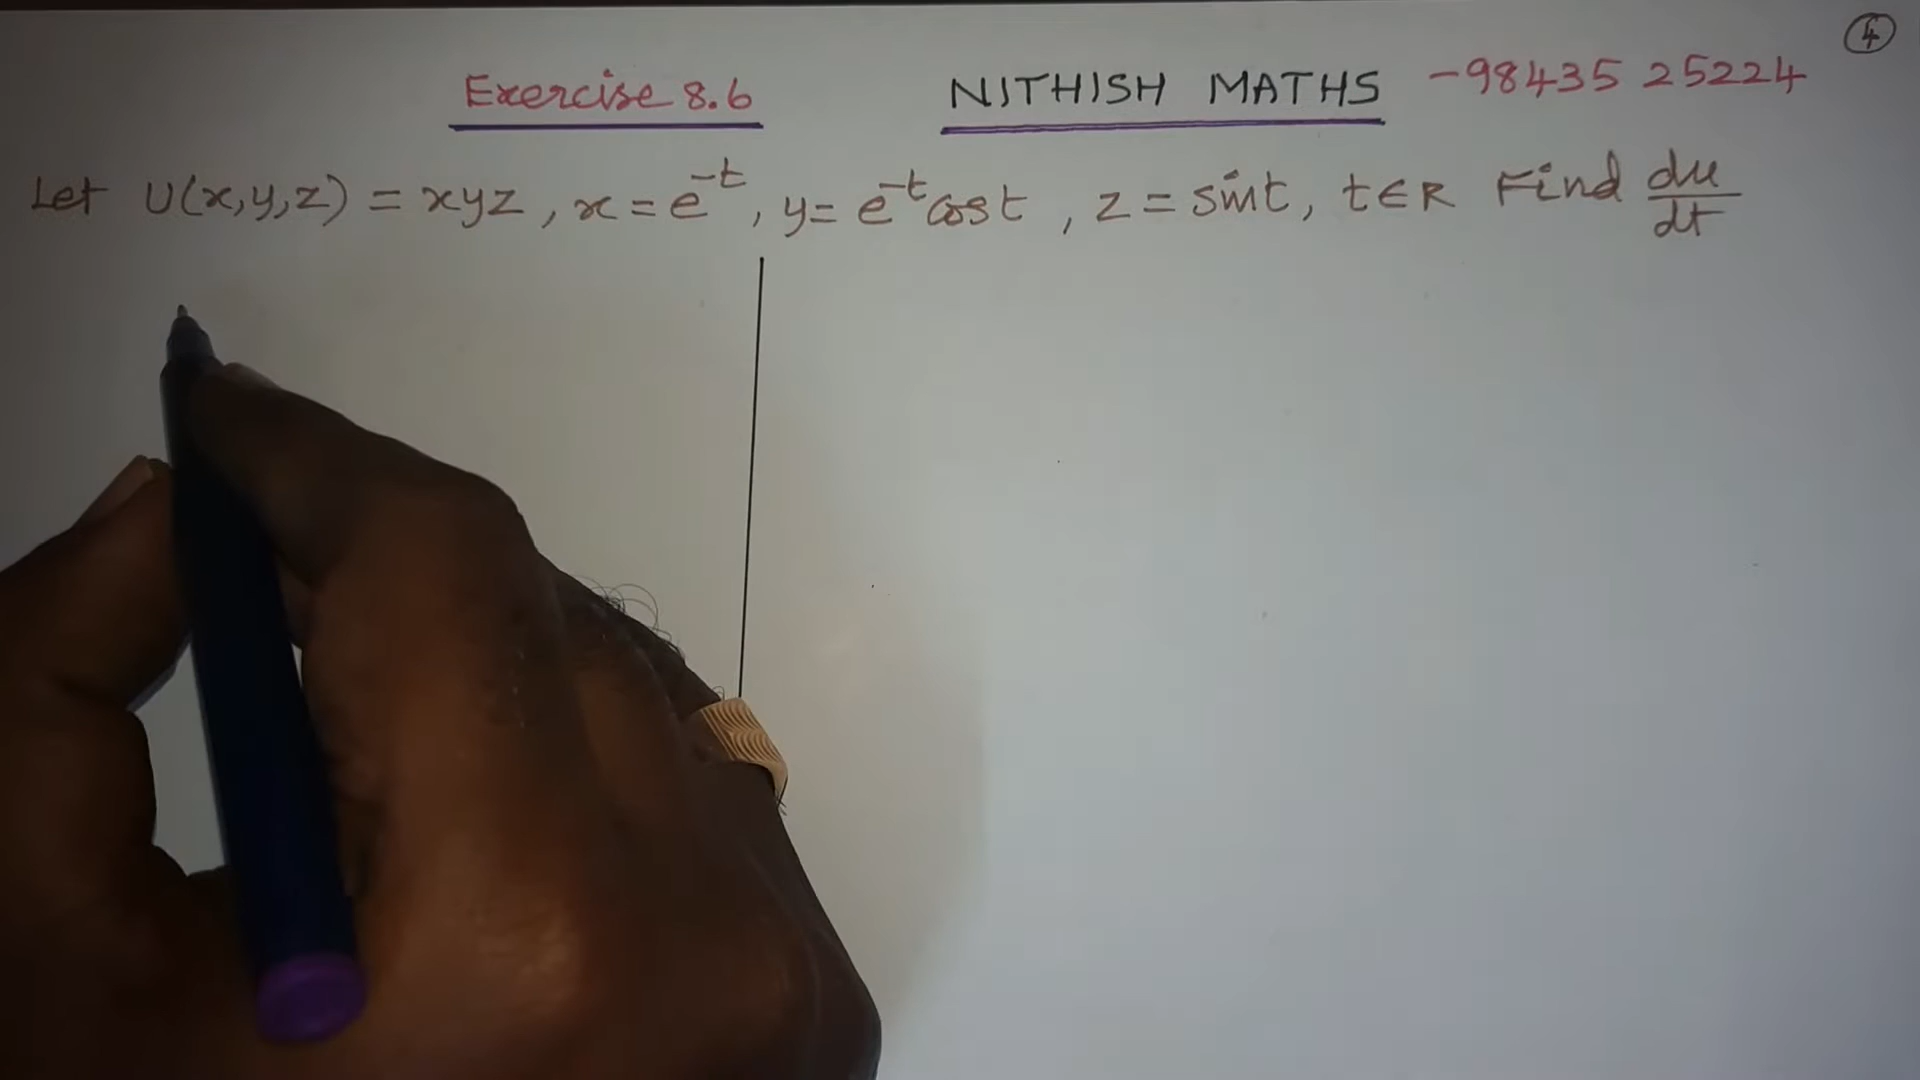 4
Exercise 8.6 NITHISH MATHS -98435 25224
Let U(x,y,z) = xyz, x = e^-t, y = e^-t cost, z = sint, t∈R Find du/dt